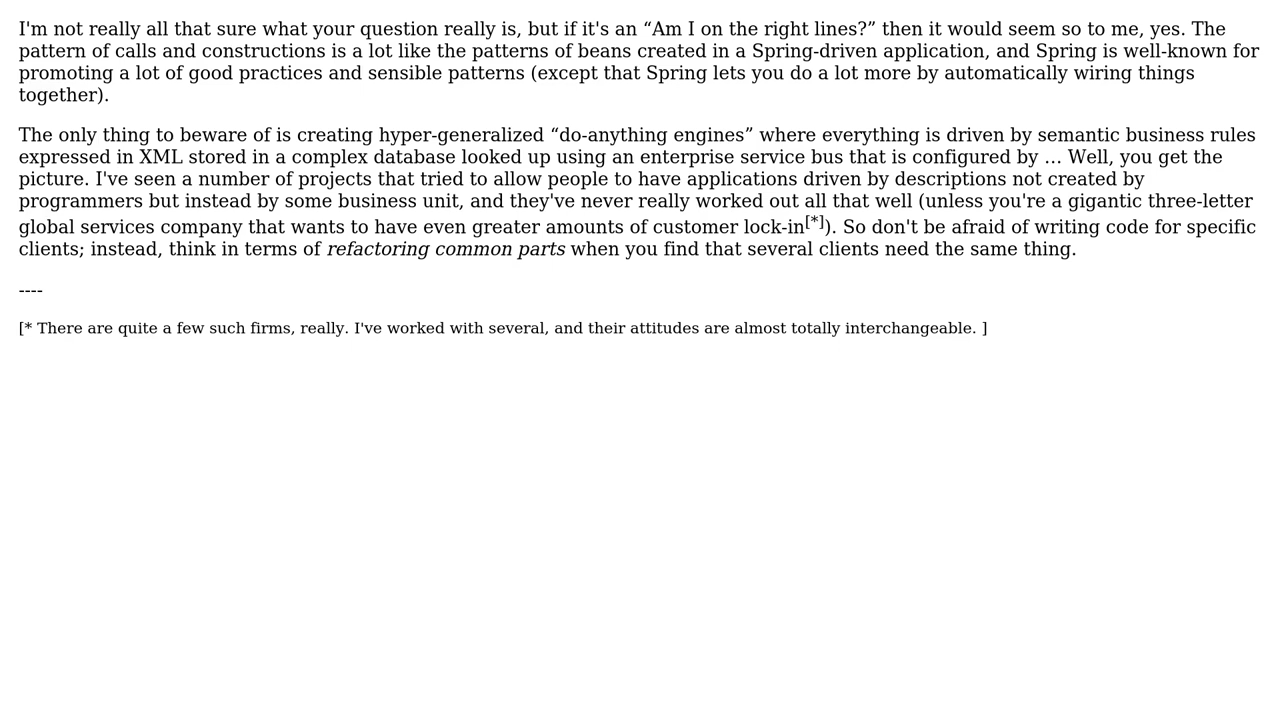 I'm not really all that sure what your question really is, but if it's an “Am I on the right lines?” then it would seem so to me, yes. The
pattern of calls and constructions is a lot like the patterns of beans created in a Spring-driven application, and Spring is well-known for
promoting a lot of good practices and sensible patterns (except that Spring lets you do a lot more by automatically wiring things
together).
The only thing to beware of is creating hyper-generalized “do-anything engines” where everything is driven by semantic business rules
expressed in XML stored in a complex database looked up using an enterprise service bus that is configured by … Well, you get the
picture. I've seen a number of projects that tried to allow people to have applications driven by descriptions not created by
programmers but instead by some business unit, and they've never really worked out all that well (unless you're a gigantic three-letter
global services company that wants to have even greater amounts of customer lock-in[*]). So don't be afraid of writing code for specific
clients; instead, think in terms of refactoring common parts when you find that several clients need the same thing.
----
[* There are quite a few such firms, really. I've worked with several, and their attitudes are almost totally interchangeable. ]